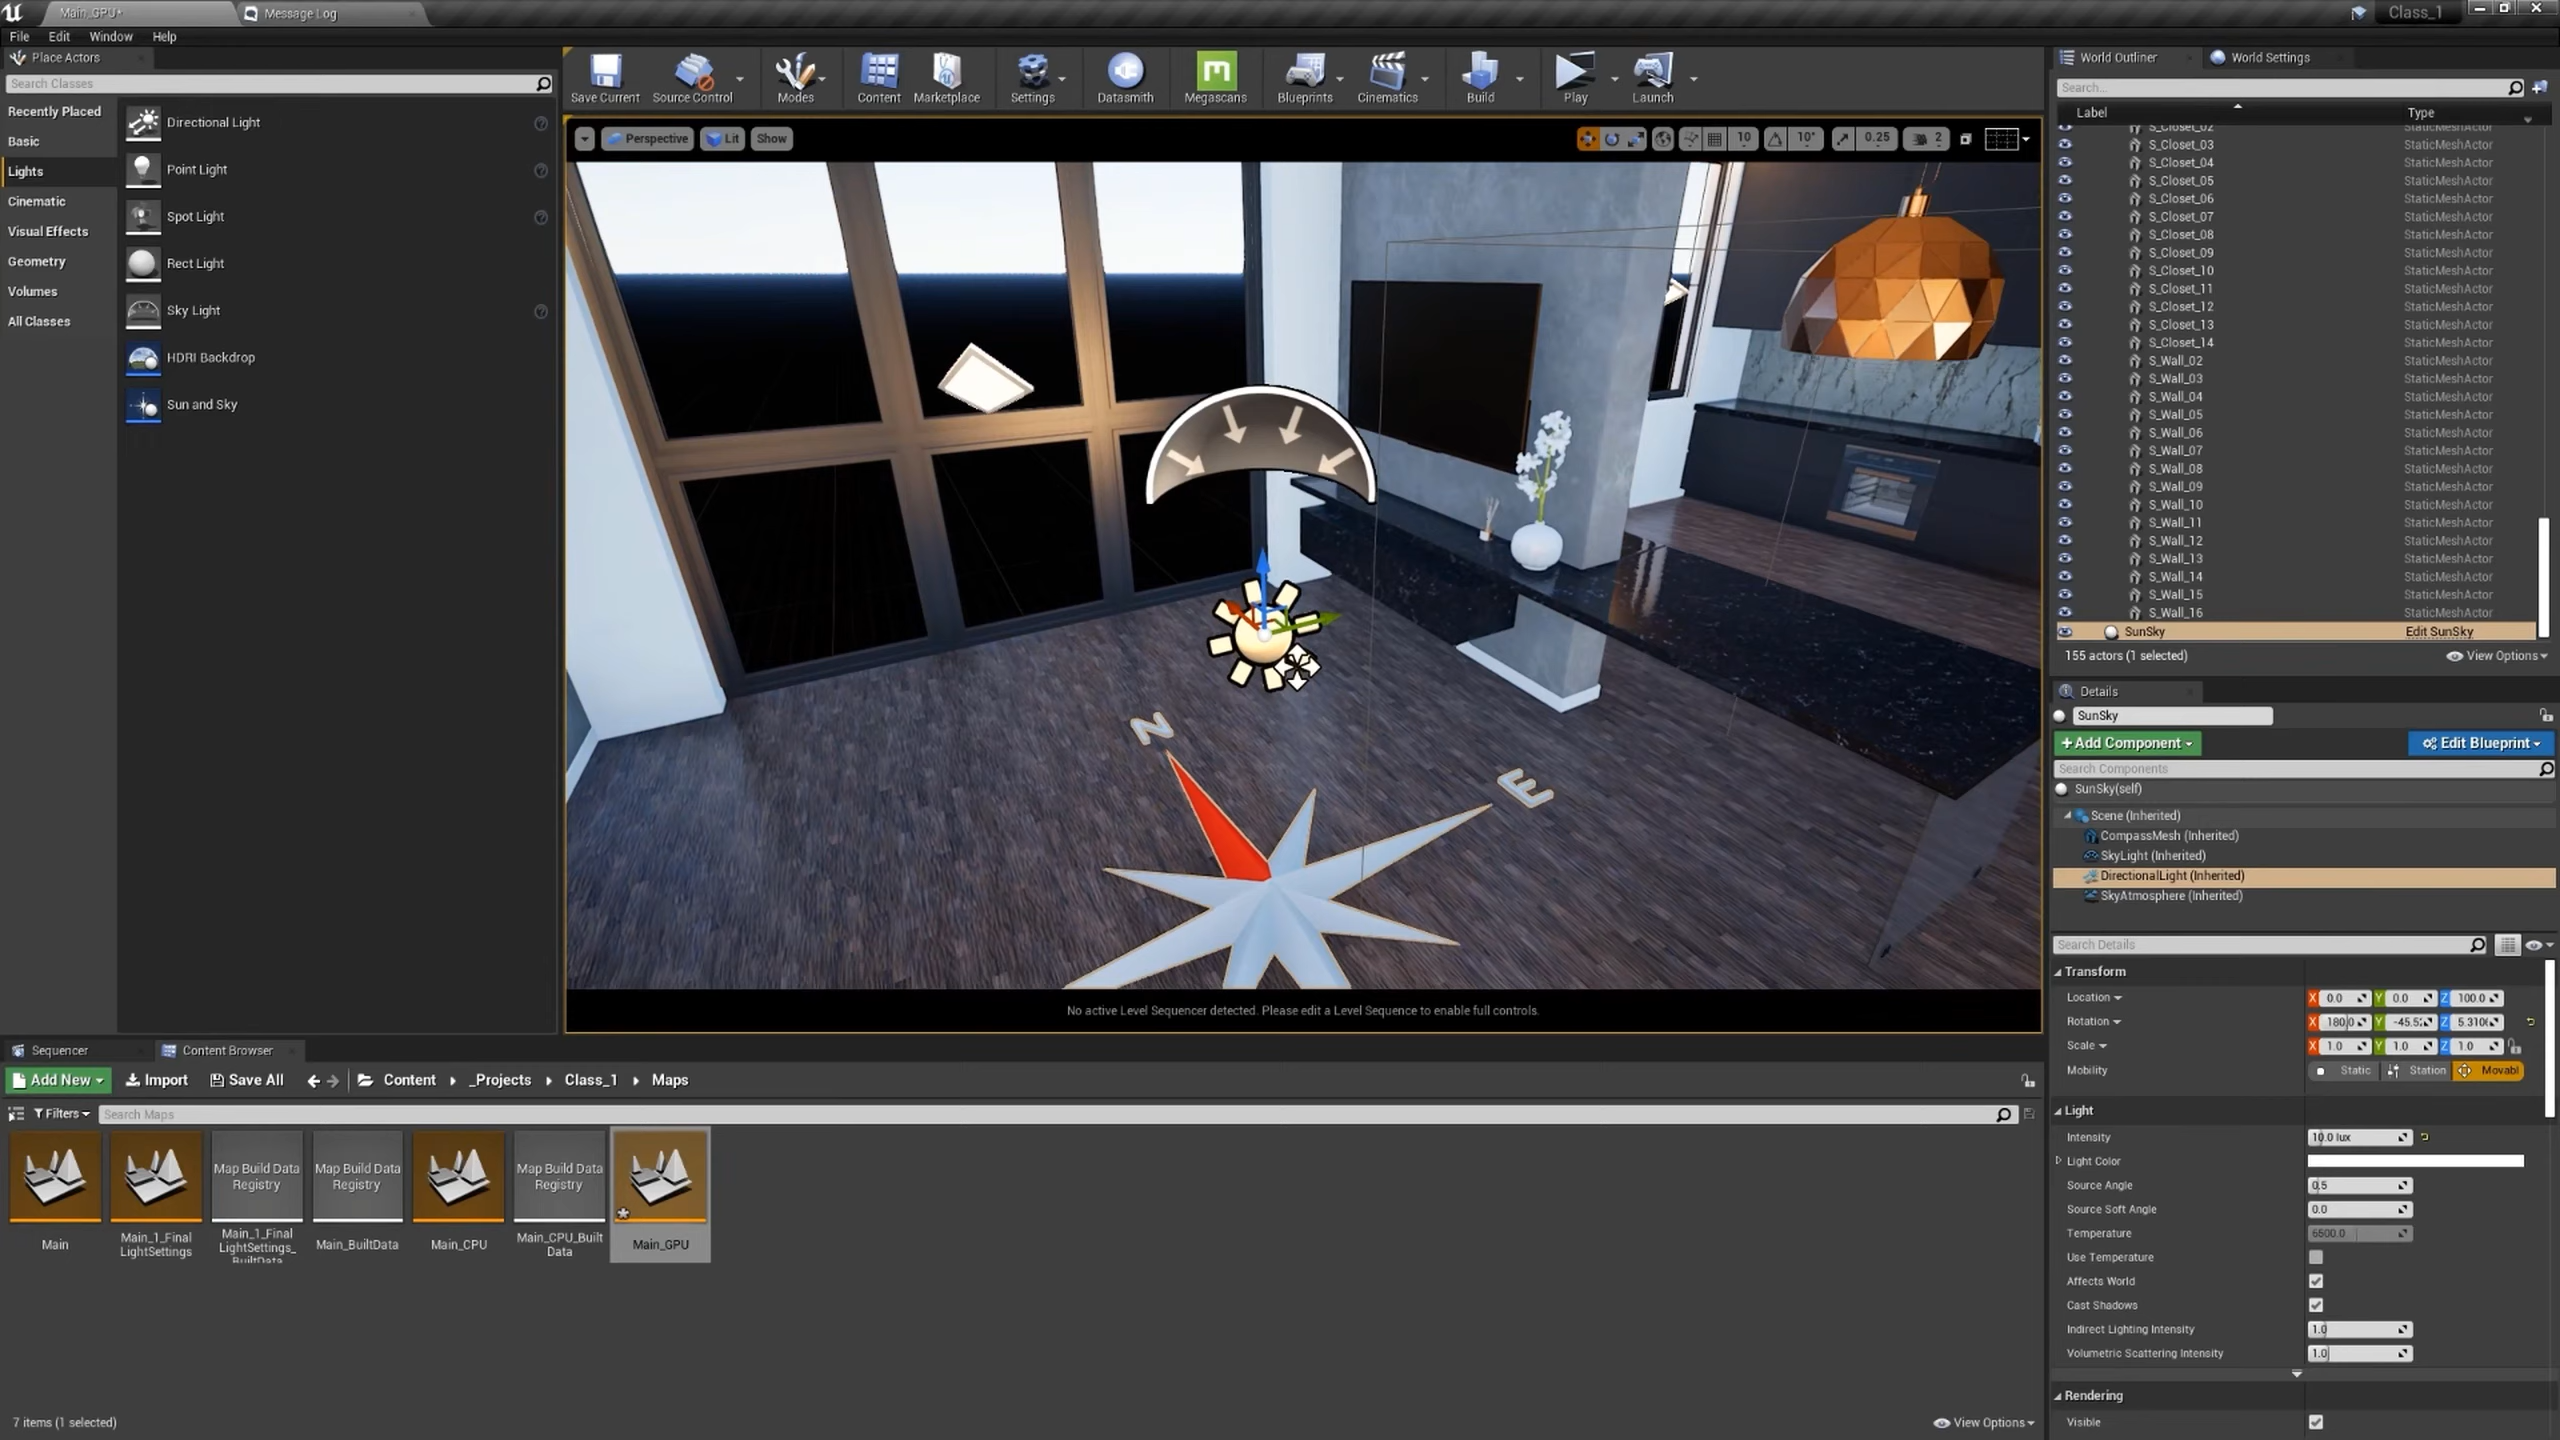 Main_GPU*
Message Log
Class_1
File Edit Window Help
Place Actors
Search Classes
Recently Placed
Basic
Lights
Cinematic
Visual Effects
Geometry
Volumes
All Classes
Directional Light
Point Light
Spot Light
Rect Light
Sky Light
HDRI Backdrop
Sun and Sky
Save Current
Source Control
Modes
Content
Marketplace
Settings
Datasmith
Megascans
Blueprints
Cinematics
Build
Play
Launch
Perspective
Lit
Show
10
10°
0.25
2
N
E
No active Level Sequencer detected. Please edit a Level Sequence to enable full controls.
World Outliner
World Settings
Search...
Label Type
S_Closet_02 StaticMeshActor
S_Closet_03 StaticMeshActor
S_Closet_04 StaticMeshActor
S_Closet_05 StaticMeshActor
S_Closet_06 StaticMeshActor
S_Closet_07 StaticMeshActor
S_Closet_08 StaticMeshActor
S_Closet_09 StaticMeshActor
S_Closet_10 StaticMeshActor
S_Closet_11 StaticMeshActor
S_Closet_12 StaticMeshActor
S_Closet_13 StaticMeshActor
S_Closet_14 StaticMeshActor
S_Wall_02 StaticMeshActor
S_Wall_03 StaticMeshActor
S_Wall_04 StaticMeshActor
S_Wall_05 StaticMeshActor
S_Wall_06 StaticMeshActor
S_Wall_07 StaticMeshActor
S_Wall_08 StaticMeshActor
S_Wall_09 StaticMeshActor
S_Wall_10 StaticMeshActor
S_Wall_11 StaticMeshActor
S_Wall_12 StaticMeshActor
S_Wall_13 StaticMeshActor
S_Wall_14 StaticMeshActor
S_Wall_15 StaticMeshActor
S_Wall_16 StaticMeshActor
SunSky Edit SunSky
155 actors (1 selected)
View Options
Details
SunSky
+Add Component
Edit Blueprint
Search Components
SunSky(self)
Scene (Inherited)
CompassMesh (Inherited)
SkyLight (Inherited)
DirectionalLight (Inherited)
SkyAtmosphere (Inherited)
Search Details
Transform
Location X 0.0 Y 0.0 Z 100.0
Rotation X 180.0 Y -45.5 Z 5.310
Scale X 1.0 Y 1.0 Z 1.0
Mobility Static Station Movabl
Light
Intensity 10.0 lux
Light Color
Source Angle 0.5
Source Soft Angle 0.0
Temperature 6500.0
Use Temperature
Affects World
Cast Shadows
Indirect Lighting Intensity 1.0
Volumetric Scattering Intensity 1.0
Rendering
Visible
Sequencer
Content Browser
Add New
Import
Save All
Content
_Projects
Class_1
Maps
Filters
Search Maps
Map Build Data
Registry
Map Build Data
Registry
Map Build Data
Registry
Main
Main_1_Final
LightSettings
Main_1_Final
LightSettings_
BuiltData
Main_BuiltData
Main_CPU
Main_CPU_Built
Data
Main_GPU
7 items (1 selected)
View Options